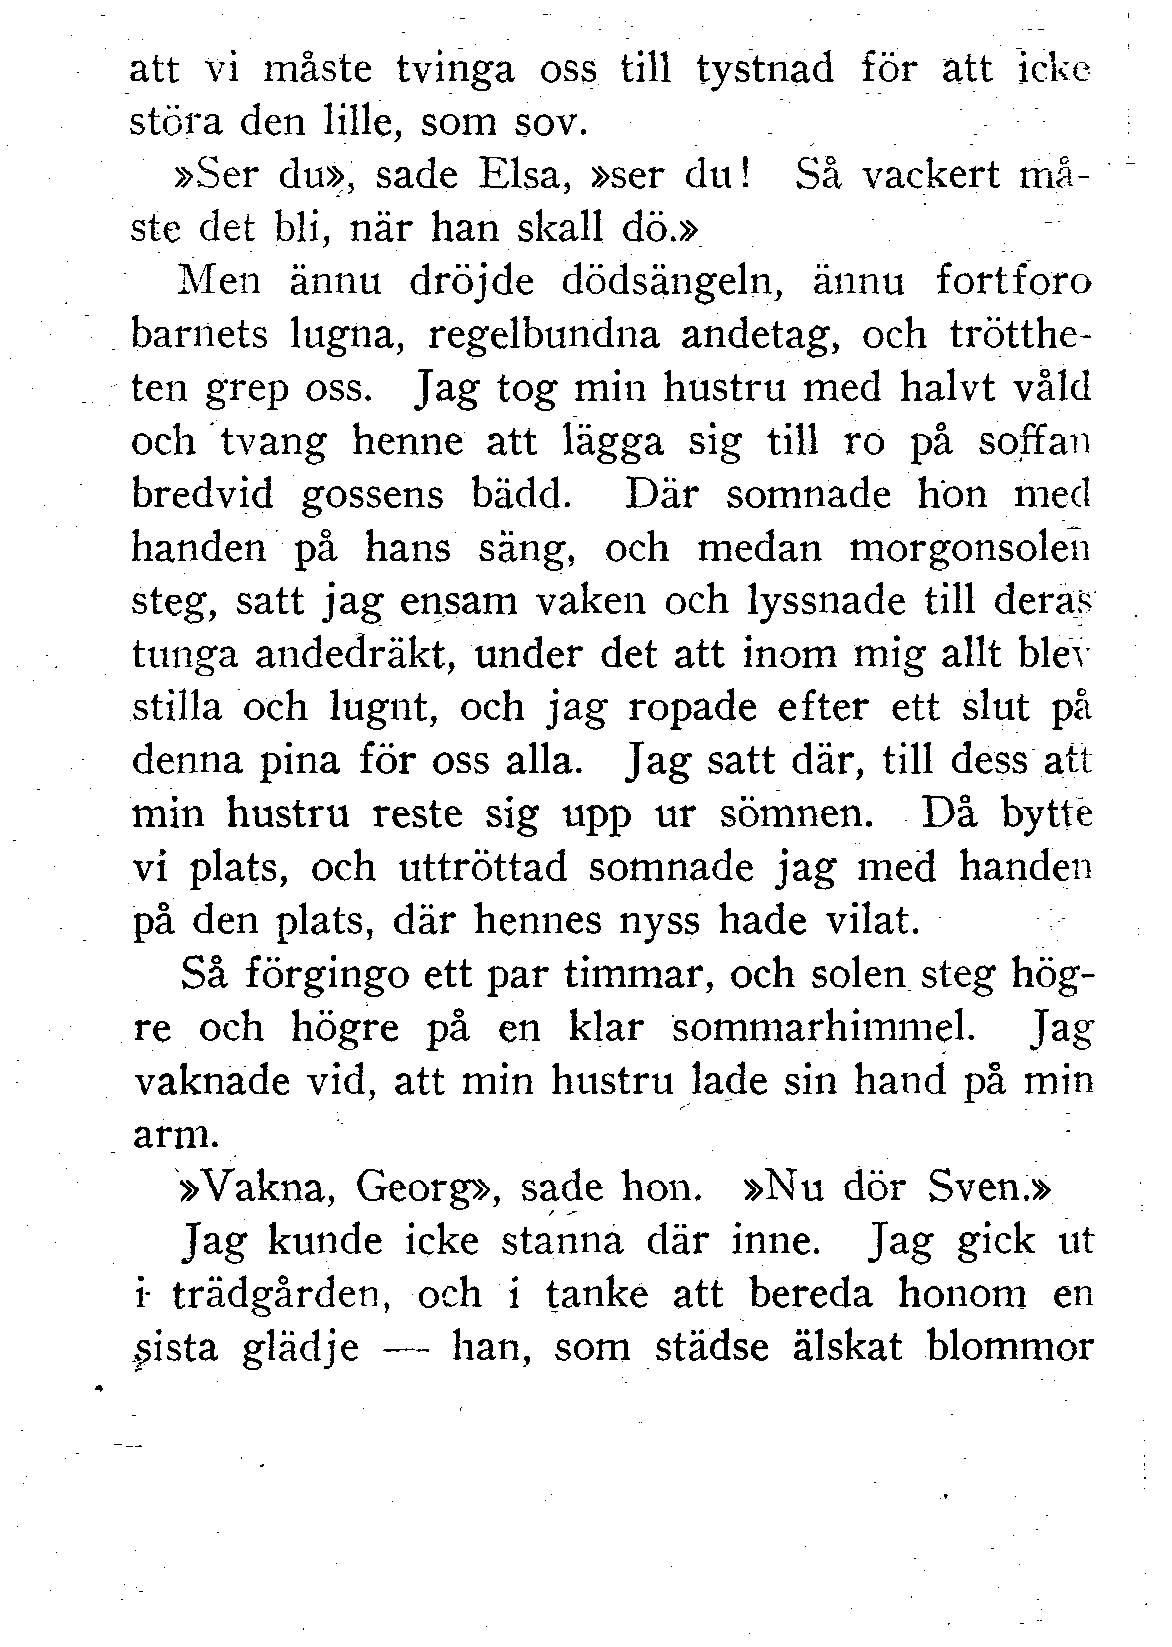 att vi måste tvinga oss till tystnad för att icke
störa den lille, som sov.
»Ser du», sade Elsa, »ser du! Så vackert må-
ste det bli, när han skall dö.»
Men ännu dröjde dödsängeln, ännu fortforo
barnets lugna, regelbundna andetag, och trötthe-
ten grep oss. Jag tog min hustru med halvt våld
och tvang henne att lägga sig till ro på soffan
bredvid gossens bädd. Där somnade hon med
handen på hans säng, och medan morgonsolen
steg, satt jag ensam vaken och lyssnade till deras
tunga andedräkt, under det att inom mig allt blev
stilla och lugnt, och jag ropade efter ett slut på
denna pina för oss alla. Jag satt där, till dess att
min hustru reste sig upp ur sömnen. Då bytte
vi plats, och uttröttad somnade jag med handen
på den plats, där hennes nyss hade vilat.
Så förgingo ett par timmar, och solen steg hög-
re och högre på en klar sommarhimmel. Jag
vaknade vid, att min hustru lade sin hand på min
arm.
»Vakna, Georg», sade hon. »Nu dör Sven.»
Jag kunde icke stanna där inne. Jag gick ut
i trädgården, och i tanke att bereda honom en
sista glädje — han, som städse älskat blommor